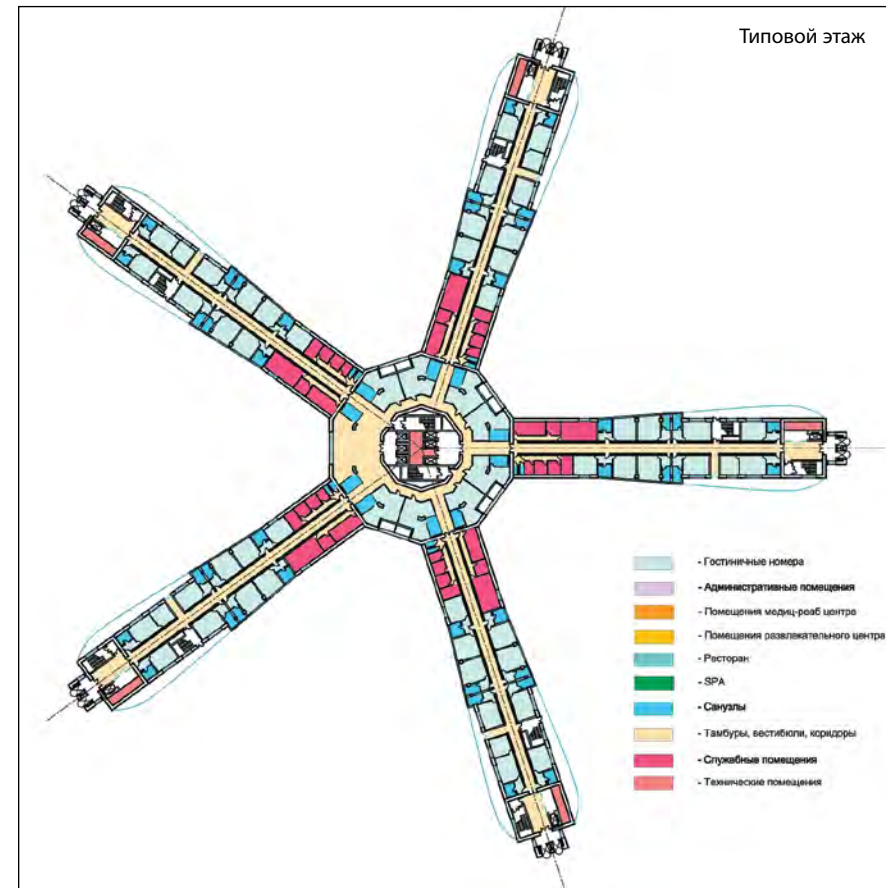 Типовой этаж
- Гостиничные номера
- Административные помещения
- Помещения медиц-реаб центра
- Помещения развлекательного центра
- Ресторан
- SPA
- Санузлы
- Тамбуры, вестибюли, коридоры
- Служебные помещения
- Технические помещения